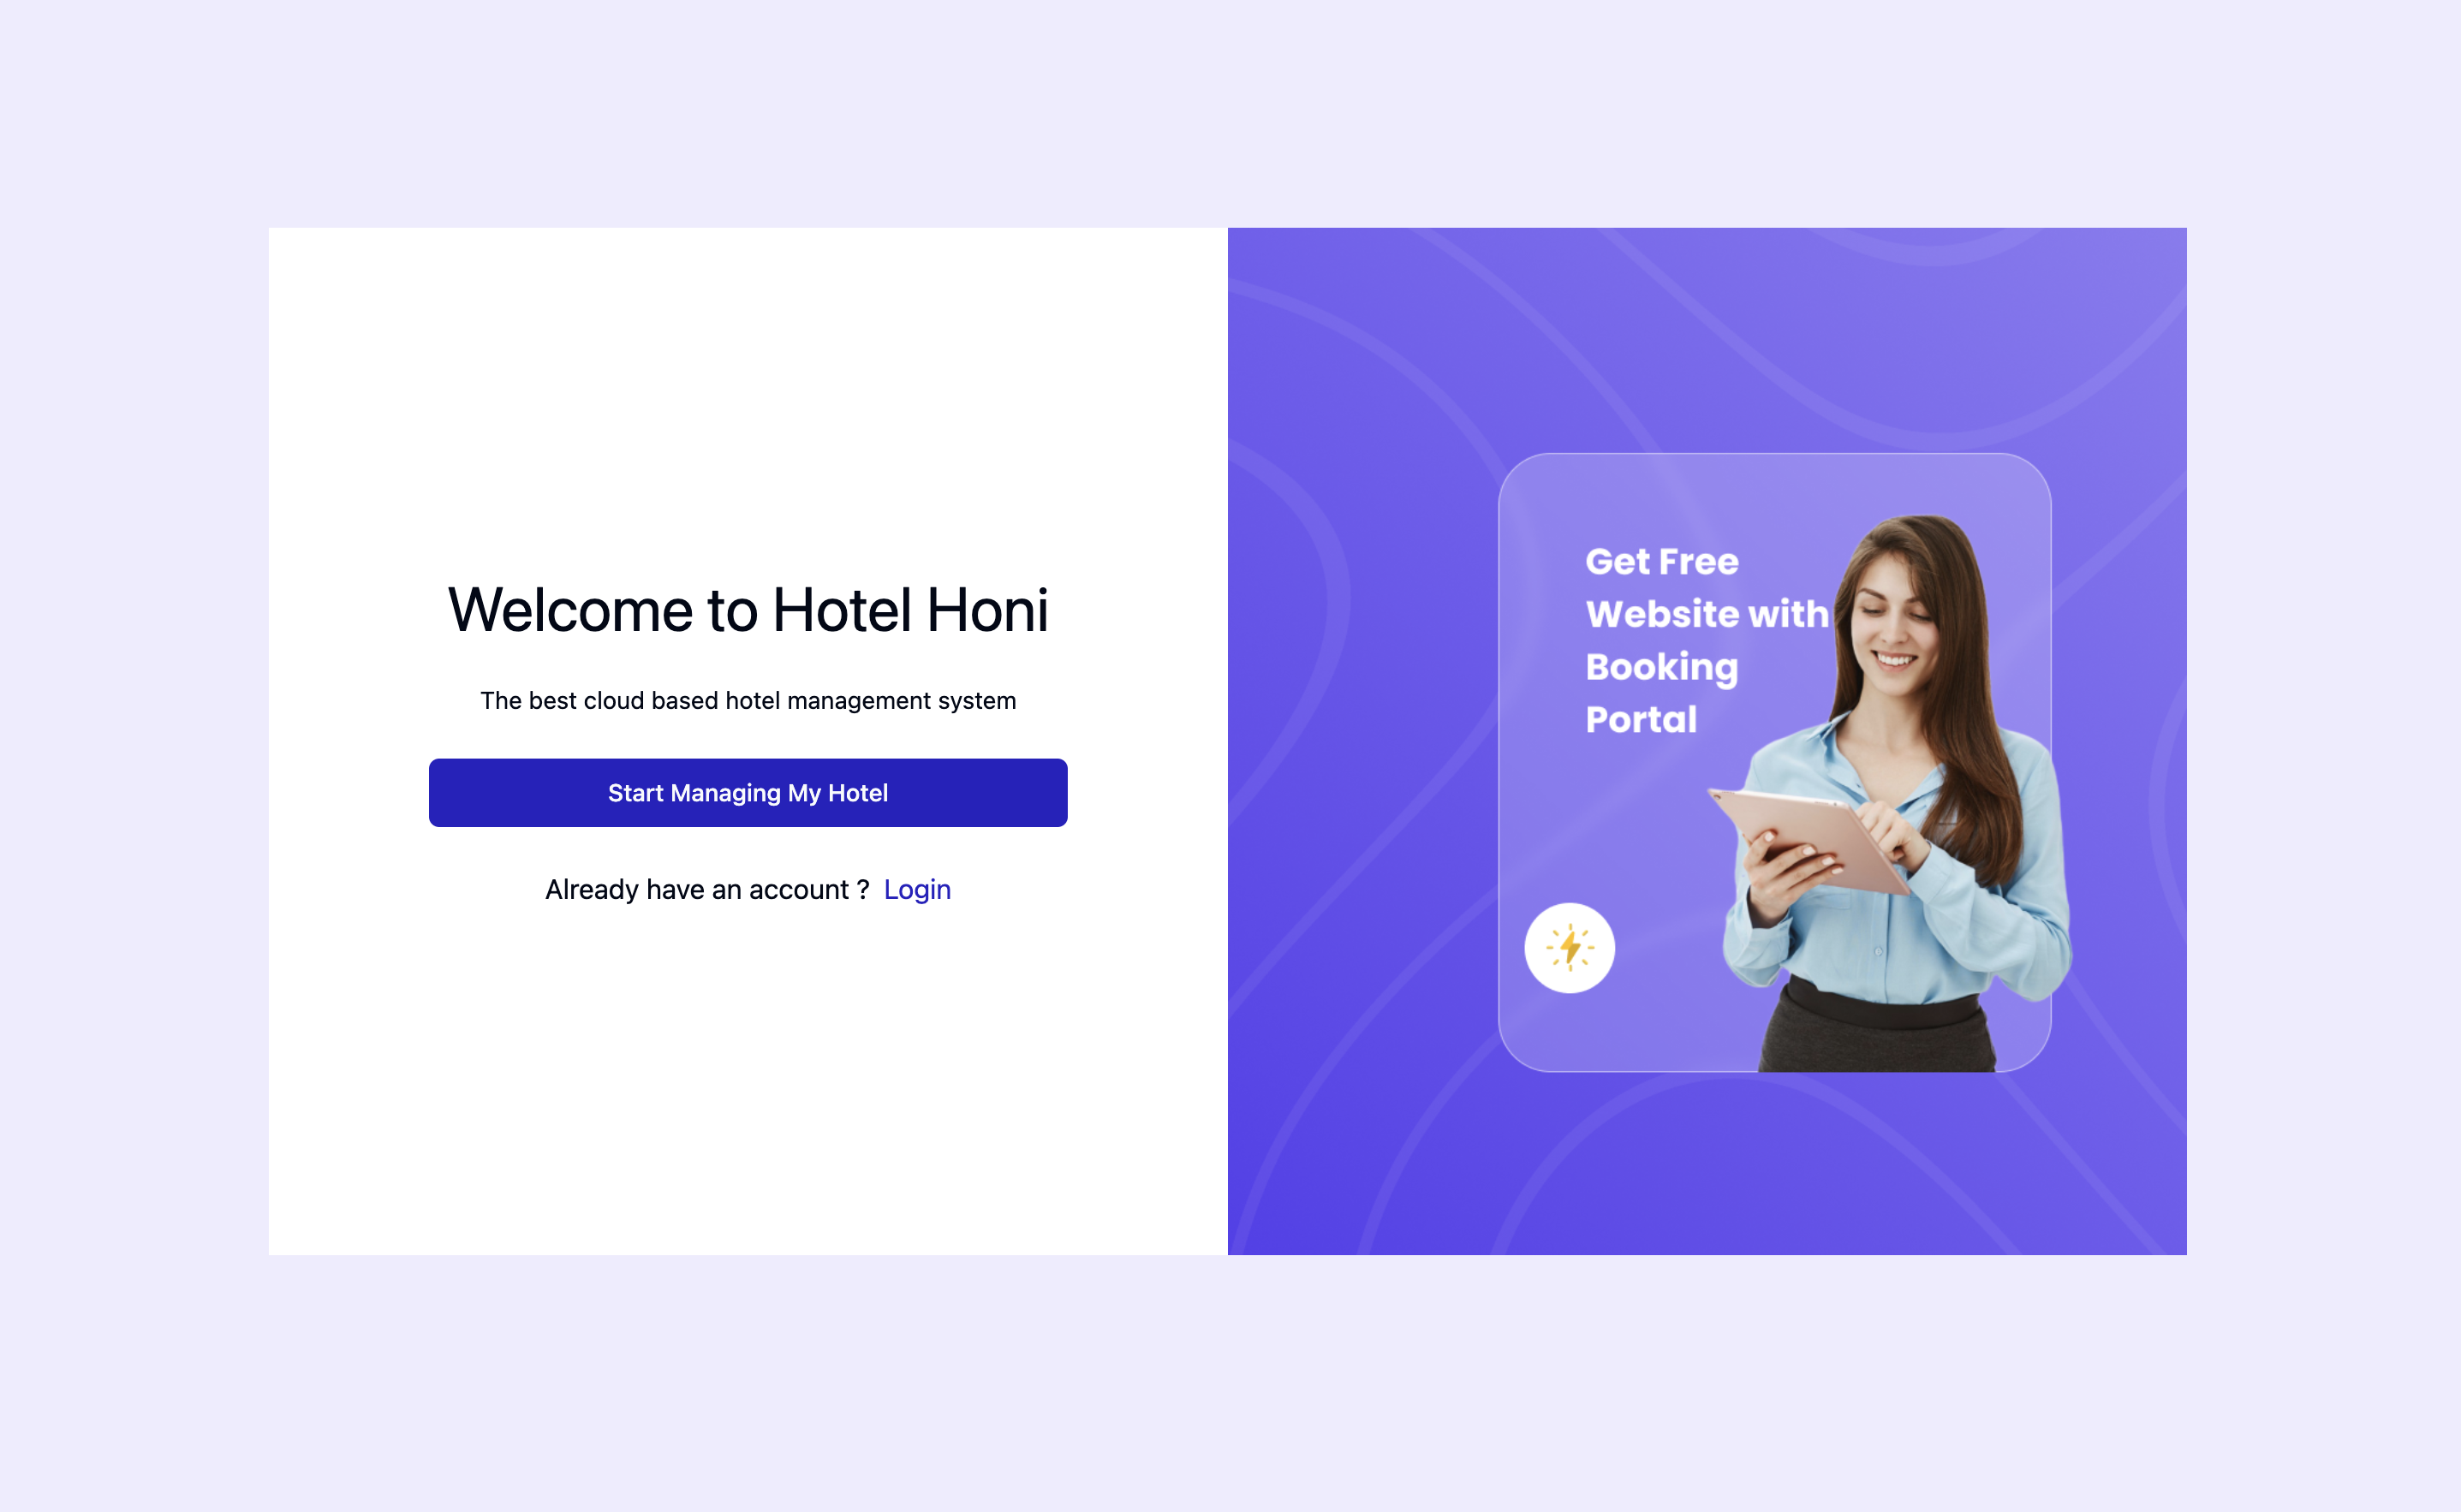 Welcome to Hotel Honi
The best cloud based hotel management system
Start Managing My Hotel
Already have an account ? Login
Get Free
Website with
Booking
Portal